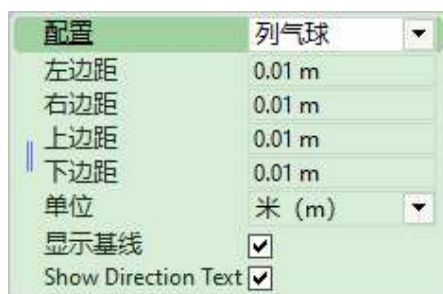 配置 列气球
左边距 0.01 m
右边距 0.01 m
上边距 0.01 m
下边距 0.01 m
单位 米（m）
显示基线
Show Direction Text